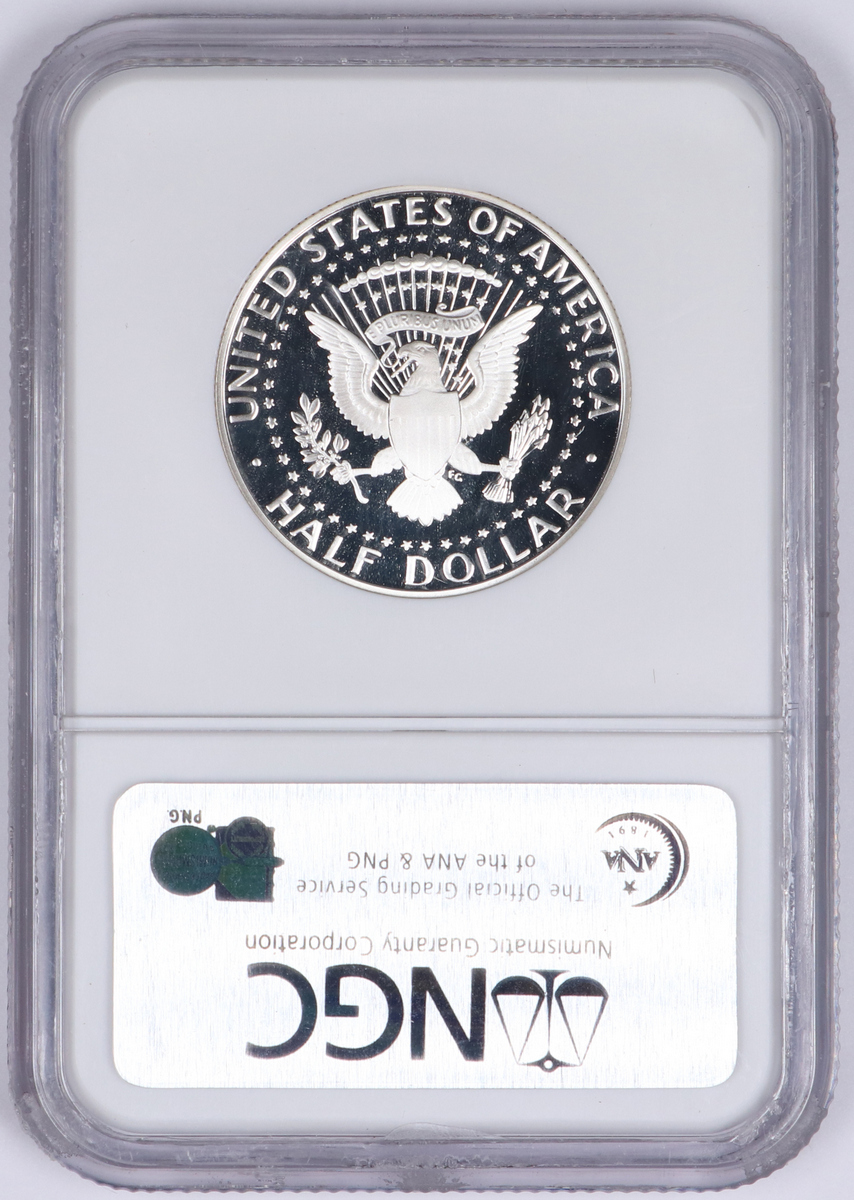 UNITED STATES OF AMERICA
E PLURIBUS UNUM
FG
HALF DOLLAR
NGC
Numismatic Guaranty Corporation
The Official Grading Service
of the ANA & PNG
ANA
1891
PNG